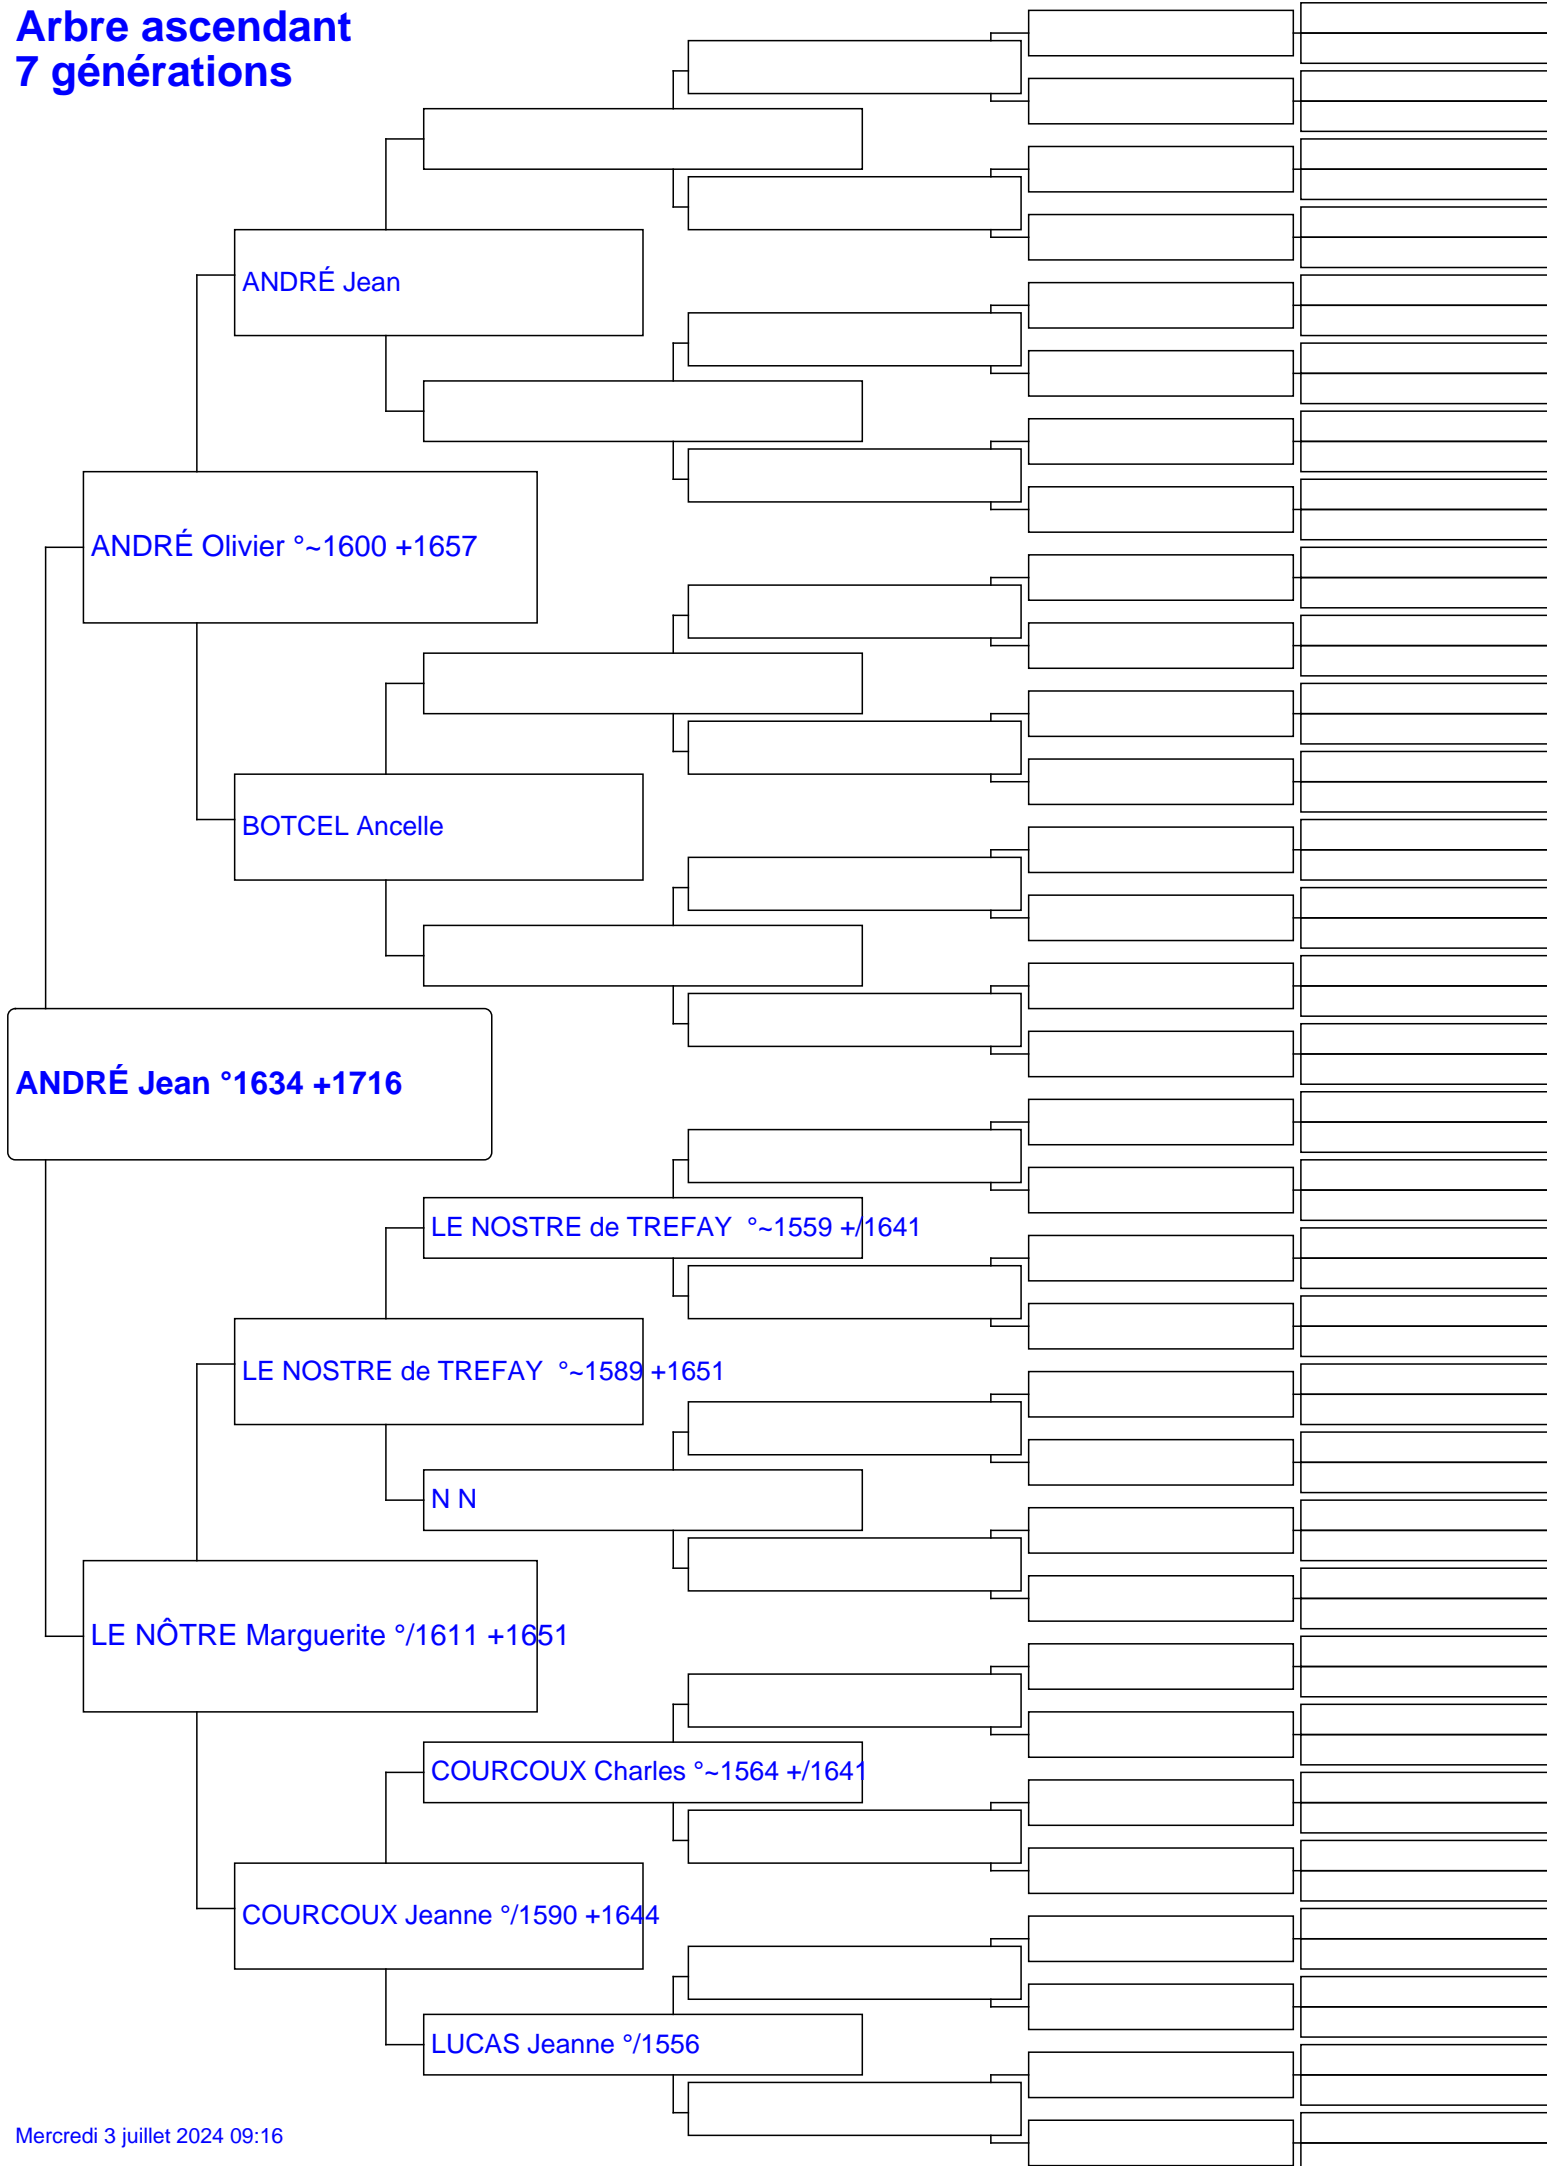 Arbre ascendant
7 générations
ANDRÉ Jean
ANDRÉ Olivier °~1600 +1657
BOTCEL Ancelle
ANDRÉ Jean °1634 +1716
LE NOSTRE de TREFAY  °~1559 +/1641
LE NOSTRE de TREFAY  °~1589 +1651
N N
LE NÔTRE Marguerite °/1611 +1651
COURCOUX Charles °~1564 +/1641
COURCOUX Jeanne °/1590 +1644
LUCAS Jeanne °/1556
Mercredi 3 juillet 2024 09:16